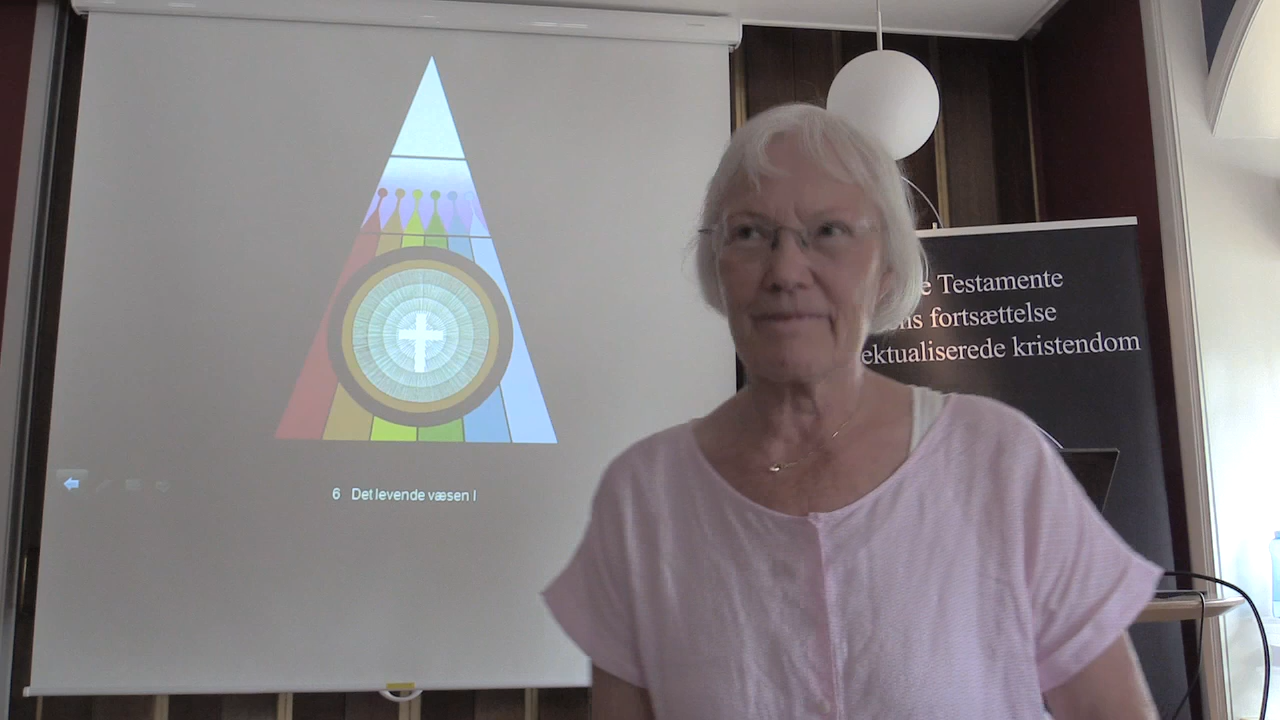 6 Det levende væsen I
e Testamente
ns fortsættelse
ektualiserede kristendom